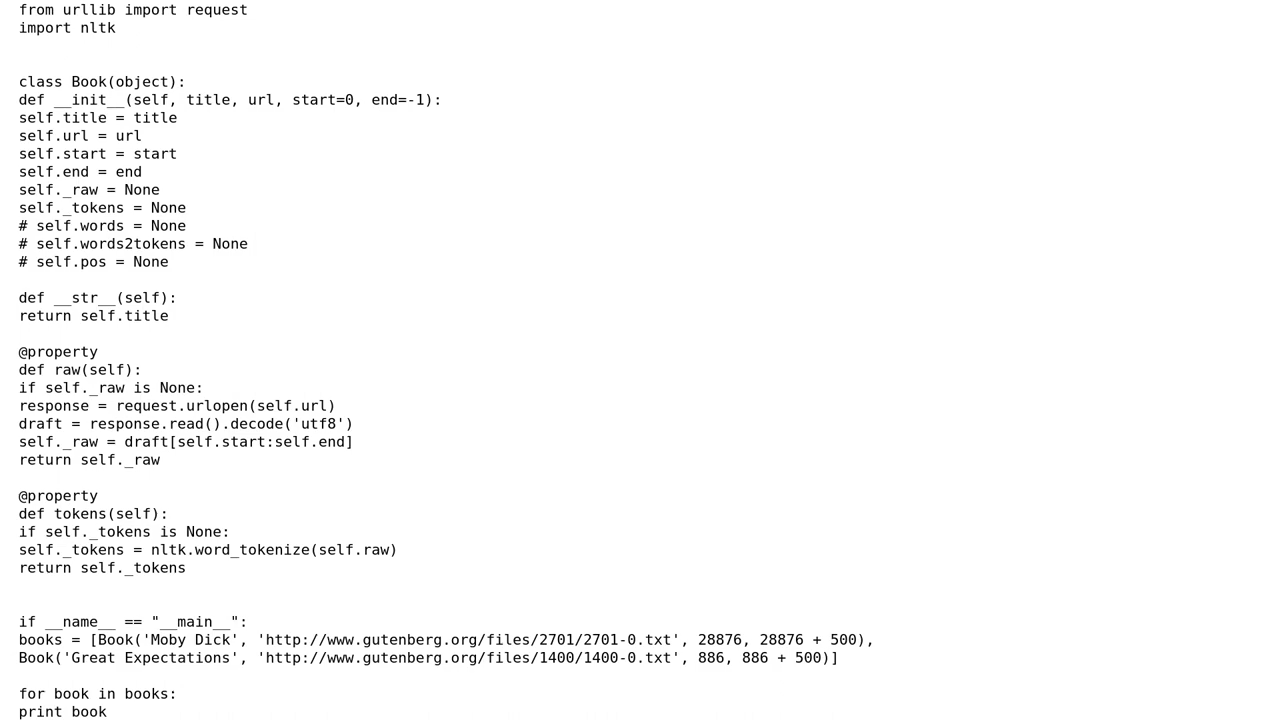 from urllib import request
import nltk
class Book(object):
def __init__(self, title, url, start=0, end=-1):
self.title = title
self.url = url
self.start = start
self.end = end
self._raw = None
self._tokens = None
# self.words = None
# self.words2tokens = None
# self.pos = None
def __str__(self):
return self.title
@property
def raw(self):
if self._raw is None:
response = request.urlopen(self.url)
draft = response.read().decode('utf8')
self._raw = draft[self.start:self.end]
return self._raw
@property
def tokens(self):
if self._tokens is None:
self._tokens = nltk.word_tokenize(self.raw)
return self._tokens
if __name__ == "__main__":
books = [Book('Moby Dick', 'http://www.gutenberg.org/files/2701/2701-0.txt', 28876, 28876 + 500),
Book('Great Expectations', 'http://www.gutenberg.org/files/1400/1400-0.txt', 886, 886 + 500)]
for book in books:
print book